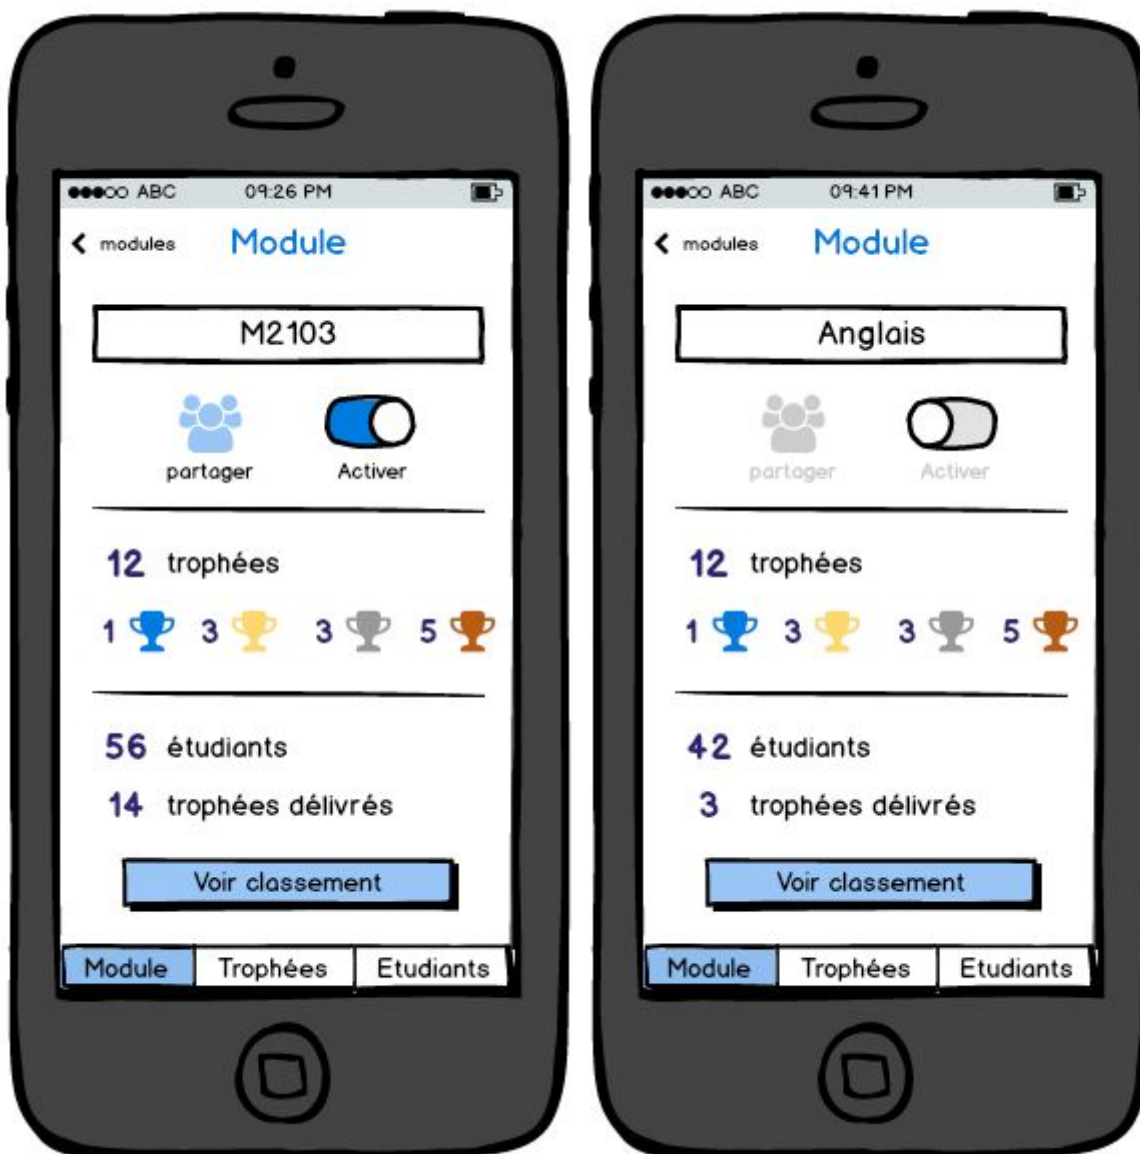 ABC 09:26 PM
modules Module
M2103
partager Activer
12 trophées
1 3 3 5
56 étudiants
14 trophées délivrés
Voir classement
Module Trophées Etudiants
ABC 09:41 PM
modules Module
Anglais
partager Activer
12 trophées
1 3 3 5
42 étudiants
3 trophées délivrés
Voir classement
Module Trophées Etudiants